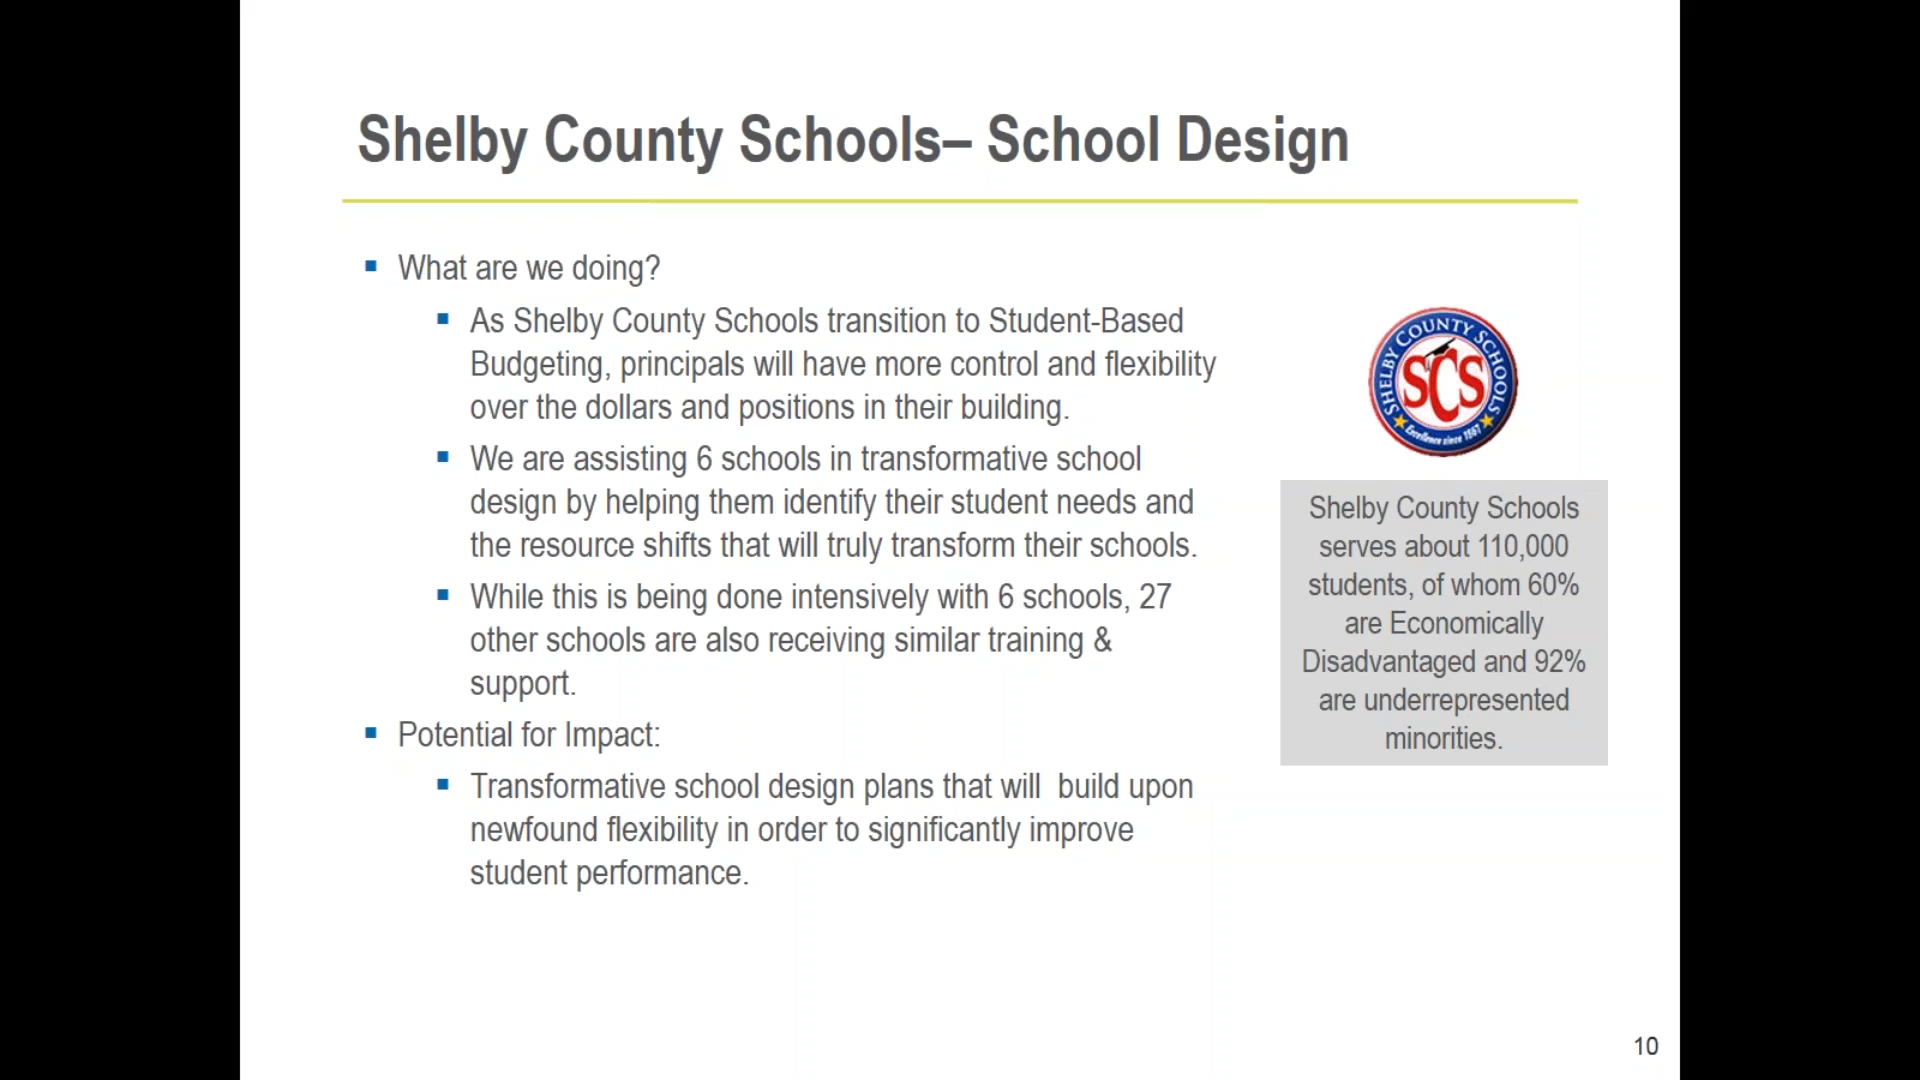 Shelby County Schools– School Design
What are we doing?
As Shelby County Schools transition to Student-Based
Budgeting, principals will have more control and flexibility
over the dollars and positions in their building.
We are assisting 6 schools in transformative school
design by helping them identify their student needs and
the resource shifts that will truly transform their schools.
While this is being done intensively with 6 schools, 27
other schools are also receiving similar training &
support.
Potential for Impact:
Transformative school design plans that will  build upon
newfound flexibility in order to significantly improve
student performance.
SHELBY COUNTY SCHOOLS
SCS
Excellence since 1867
Shelby County Schools
serves about 110,000
students, of whom 60%
are Economically
Disadvantaged and 92%
are underrepresented
minorities.
10